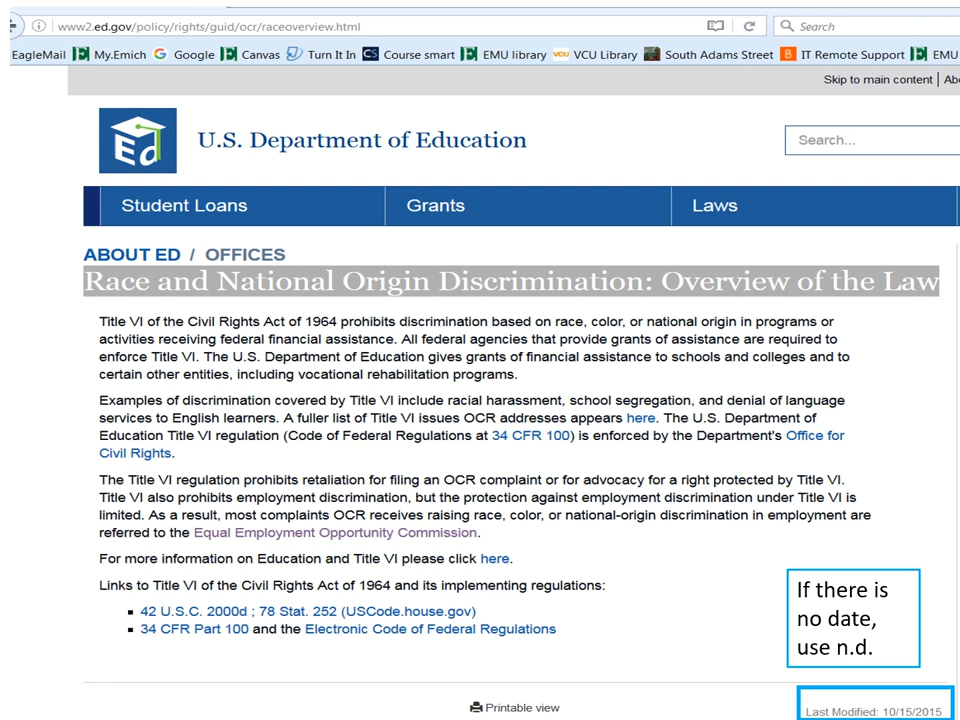 www2.ed.gov/policy/rights/guid/ocr/raceoverview.html
Search
EagleMail My.Emich Google Canvas Turn It In Course smart EMU library VCU Library South Adams Street IT Remote Support EMU
Skip to main content | Abo
Ed U.S. Department of Education
Search...
Student Loans Grants Laws
ABOUT ED / OFFICES
Race and National Origin Discrimination: Overview of the Law
Title VI of the Civil Rights Act of 1964 prohibits discrimination based on race, color, or national origin in programs or
activities receiving federal financial assistance. All federal agencies that provide grants of assistance are required to
enforce Title VI. The U.S. Department of Education gives grants of financial assistance to schools and colleges and to
certain other entities, including vocational rehabilitation programs.
Examples of discrimination covered by Title VI include racial harassment, school segregation, and denial of language
services to English learners. A fuller list of Title VI issues OCR addresses appears here. The U.S. Department of
Education Title VI regulation (Code of Federal Regulations at 34 CFR 100) is enforced by the Department's Office for
Civil Rights.
The Title VI regulation prohibits retaliation for filing an OCR complaint or for advocacy for a right protected by Title VI.
Title VI also prohibits employment discrimination, but the protection against employment discrimination under Title VI is
limited. As a result, most complaints OCR receives raising race, color, or national-origin discrimination in employment are
referred to the Equal Employment Opportunity Commission.
For more information on Education and Title VI please click here.
Links to Title VI of the Civil Rights Act of 1964 and its implementing regulations:
▪ 42 U.S.C. 2000d ; 78 Stat. 252 (USCode.house.gov)
▪ 34 CFR Part 100 and the Electronic Code of Federal Regulations
If there is
no date,
use n.d.
Printable view
Last Modified: 10/15/2015